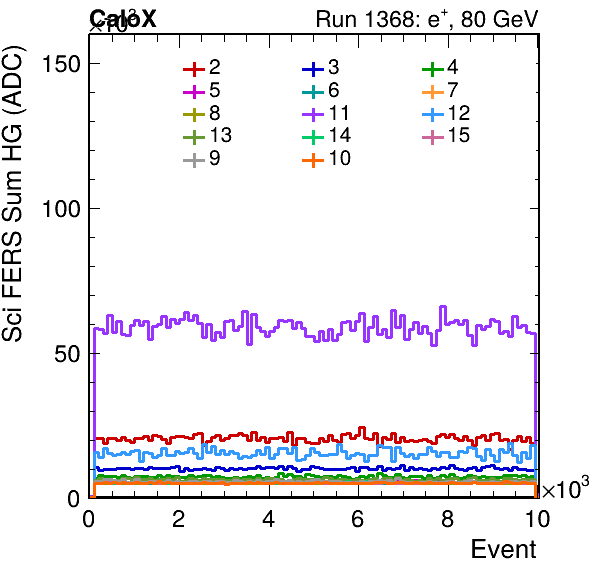 CaloX Run 1368: e⁺, 80 GeV
×10³
Sci FERS Sum HG (ADC)
150
100
50
0
2 3 4
5 6 7
8 11 12
13 14 15
9 10
0 2 4 6 8 10
×10³
Event